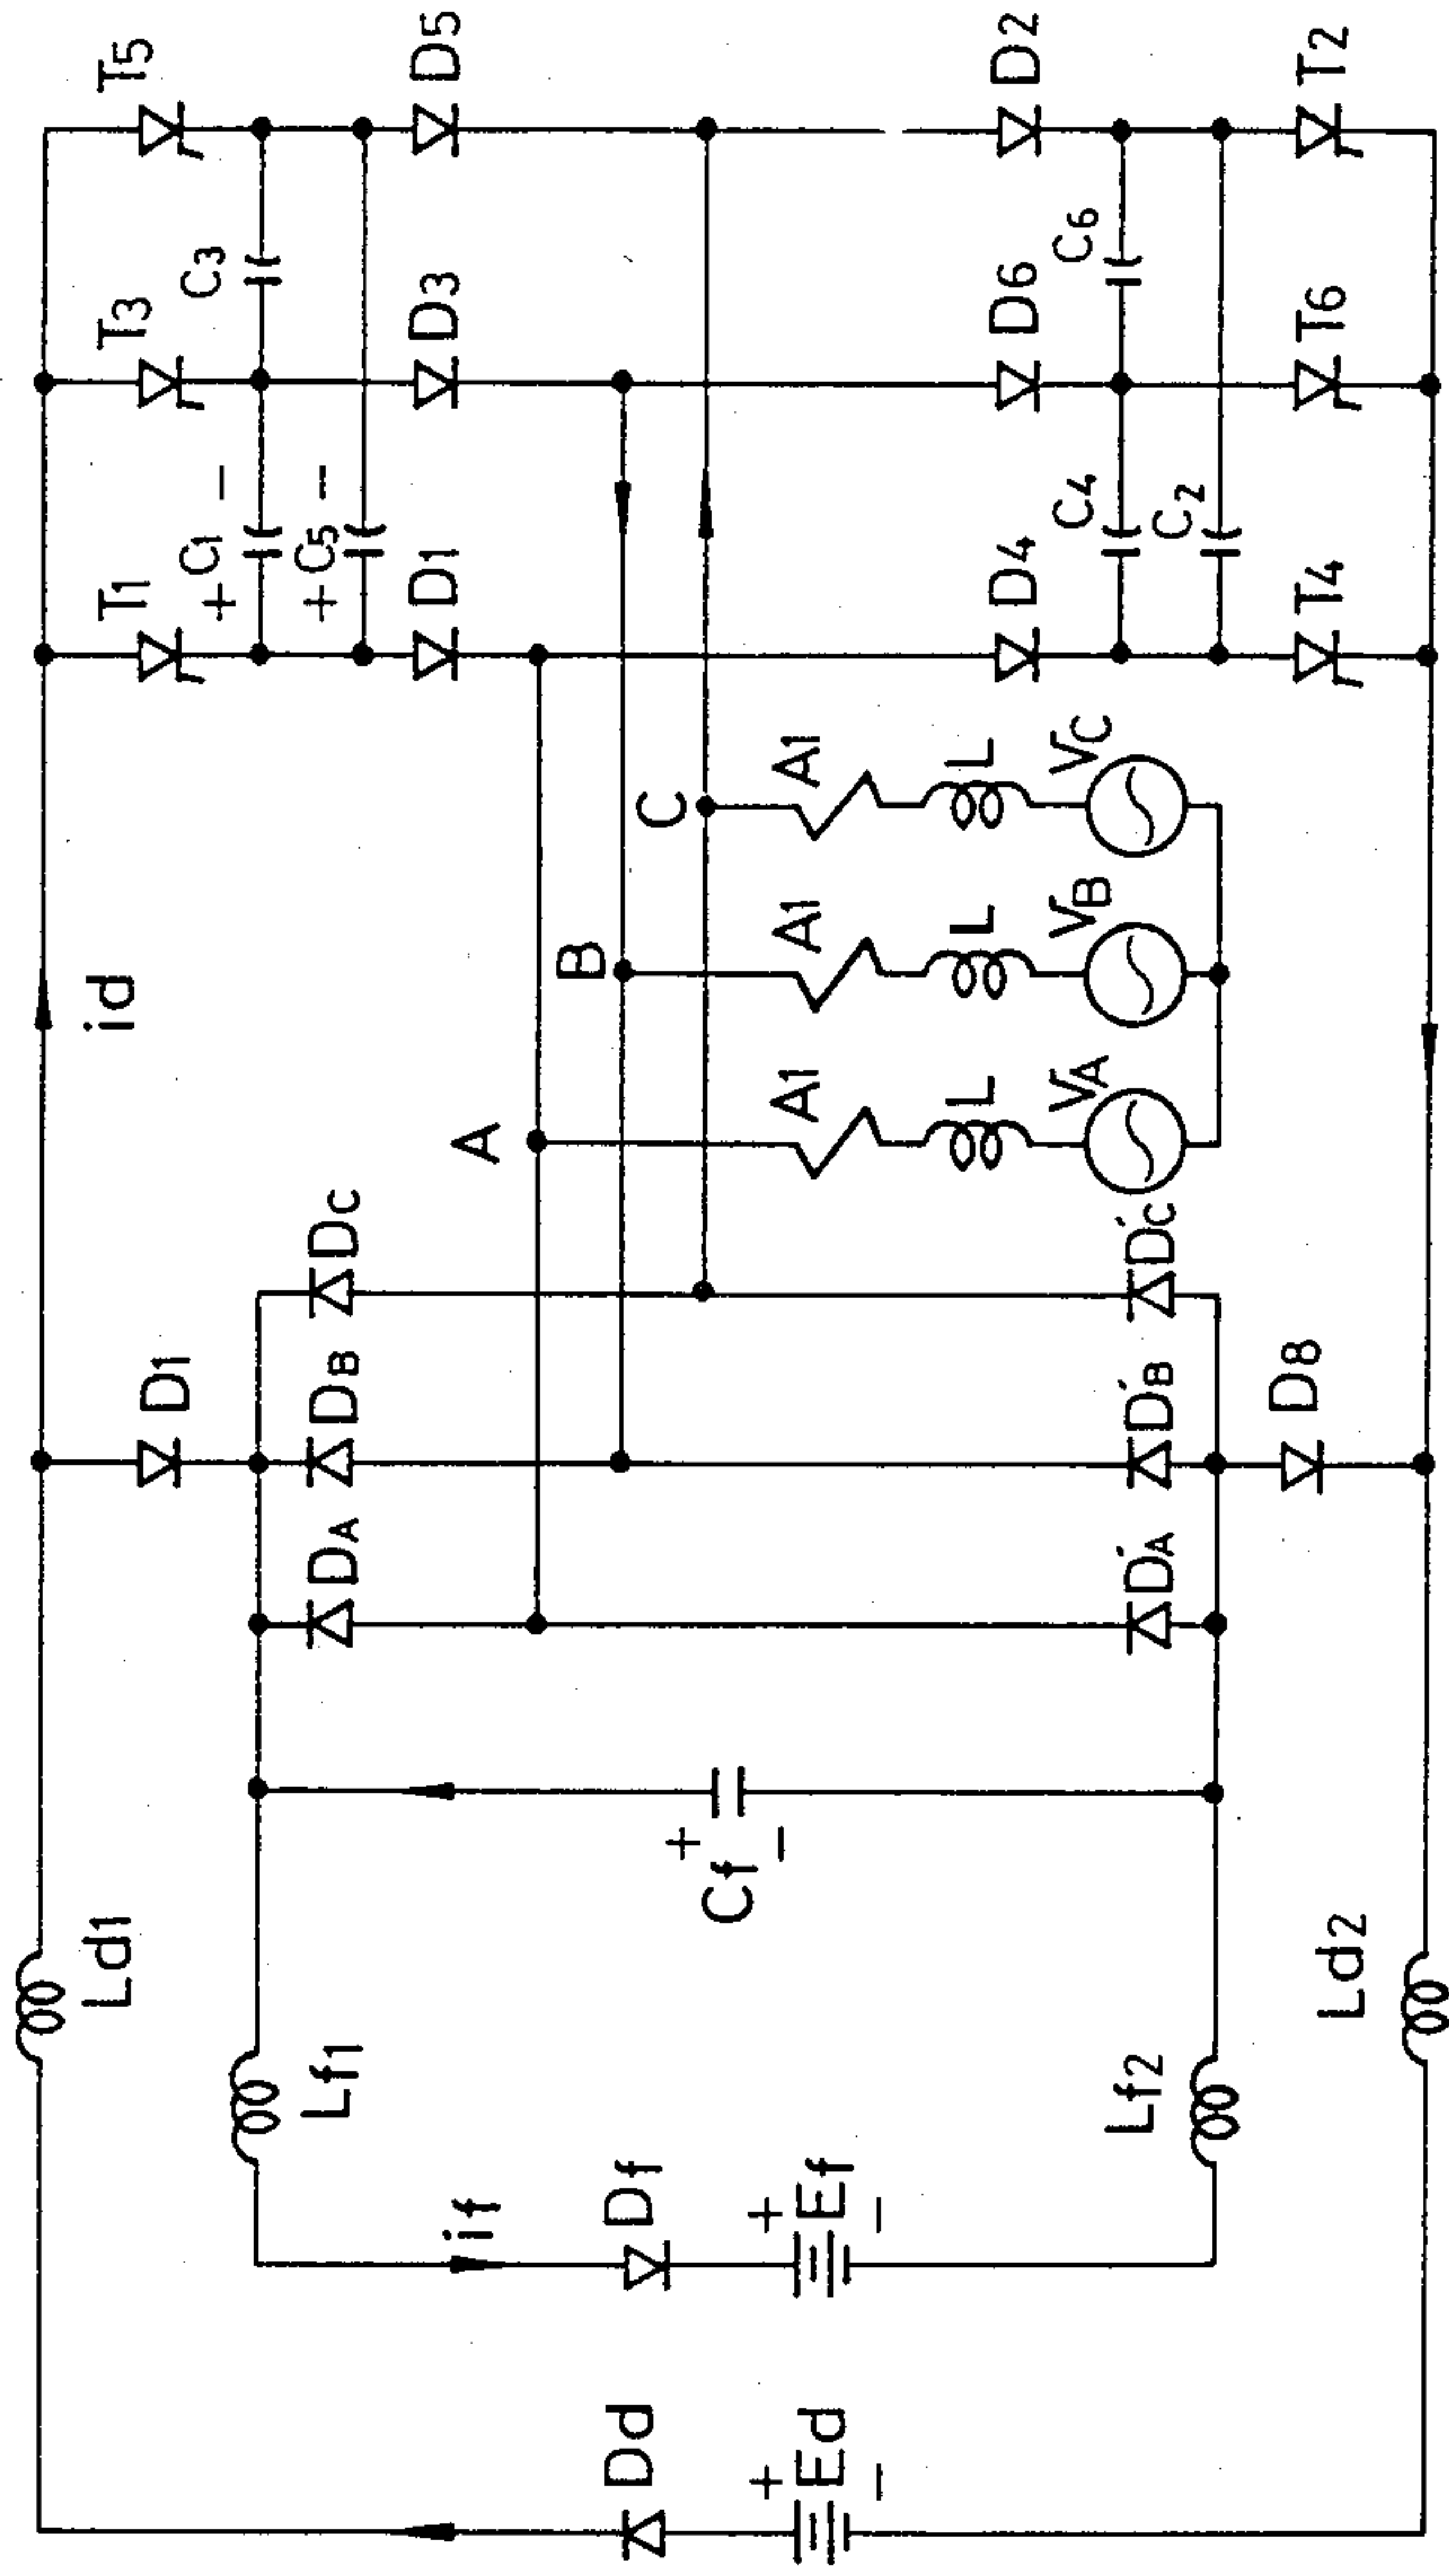 T1 T3 T5
+ C1 −
C3
+ C5 −
D1 D3 D5
id
A B C
D1
DA DB DC
Ld1
Lf1
if
Df
+ Ef −
Dd
+ Ed −
+ Cf −
A1 A1 A1
L L L
VA VB VC
D4 D6 D2
C4 C6
C2
T4 T6 T2
D'A D'B D'C
D8
Lf2
Ld2